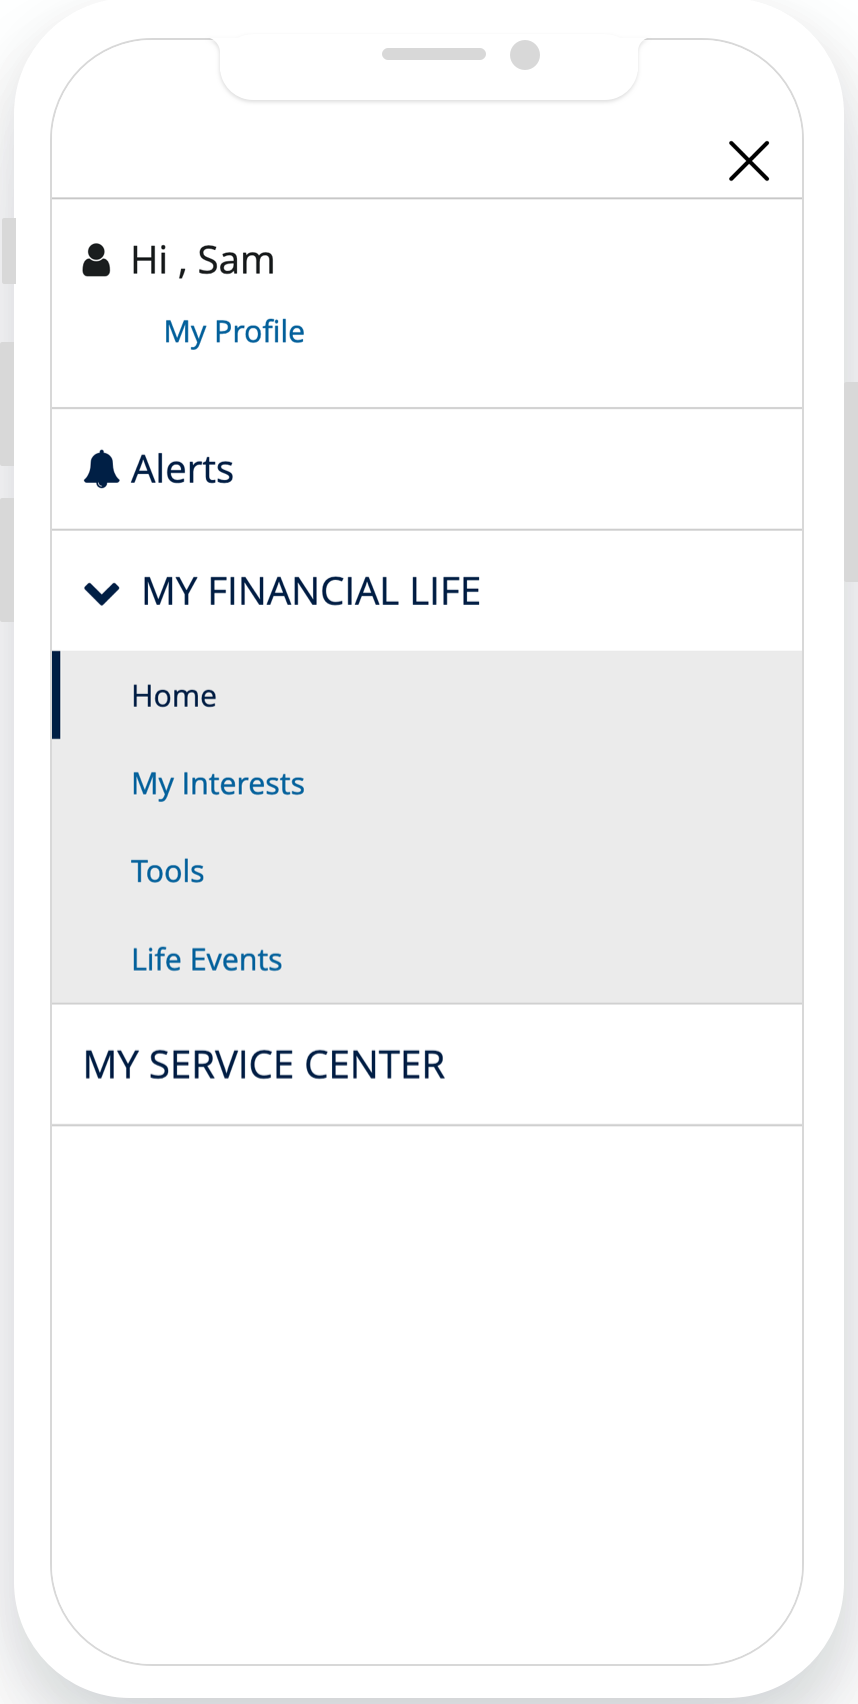 Hi , Sam
My Profile
Alerts
MY FINANCIAL LIFE
Home
My Interests
Tools
Life Events
MY SERVICE CENTER